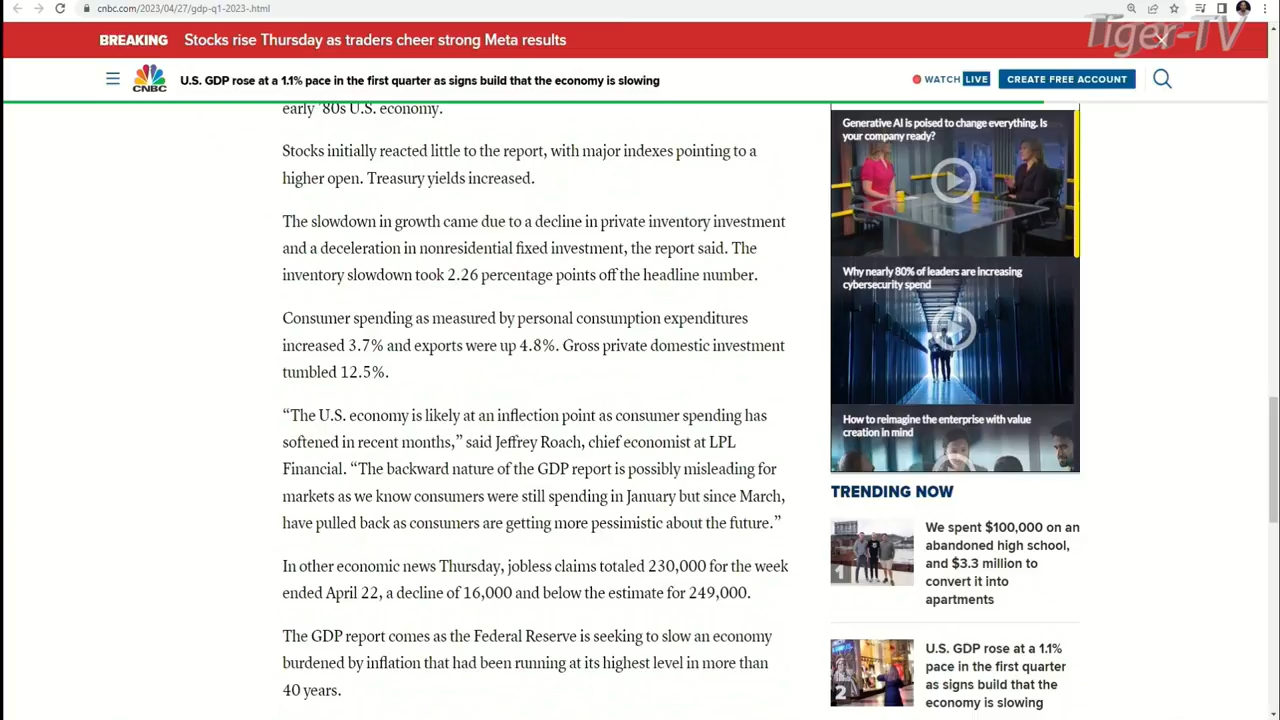 cnbc.com/2023/04/27/gdp-q1-2023-.html
Tiger-TV
BREAKING Stocks rise Thursday as traders cheer strong Meta results
CNBC
U.S. GDP rose at a 1.1% pace in the first quarter as signs build that the economy is slowing
WATCH LIVE
CREATE FREE ACCOUNT
early ’80s U.S. economy.
Stocks initially reacted little to the report, with major indexes pointing to a
higher open. Treasury yields increased.
The slowdown in growth came due to a decline in private inventory investment
and a deceleration in nonresidential fixed investment, the report said. The
inventory slowdown took 2.26 percentage points off the headline number.
Consumer spending as measured by personal consumption expenditures
increased 3.7% and exports were up 4.8%. Gross private domestic investment
tumbled 12.5%.
“The U.S. economy is likely at an inflection point as consumer spending has
softened in recent months,” said Jeffrey Roach, chief economist at LPL
Financial. “The backward nature of the GDP report is possibly misleading for
markets as we know consumers were still spending in January but since March,
have pulled back as consumers are getting more pessimistic about the future.”
In other economic news Thursday, jobless claims totaled 230,000 for the week
ended April 22, a decline of 16,000 and below the estimate for 249,000.
The GDP report comes as the Federal Reserve is seeking to slow an economy
burdened by inflation that had been running at its highest level in more than
40 years.
Generative AI is poised to change everything. Is
your company ready?
Why nearly 80% of leaders are increasing
cybersecurity spend
How to reimagine the enterprise with value
creation in mind
TRENDING NOW
1
We spent $100,000 on an
abandoned high school,
and $3.3 million to
convert it into
apartments
2
U.S. GDP rose at a 1.1%
pace in the first quarter
as signs build that the
economy is slowing